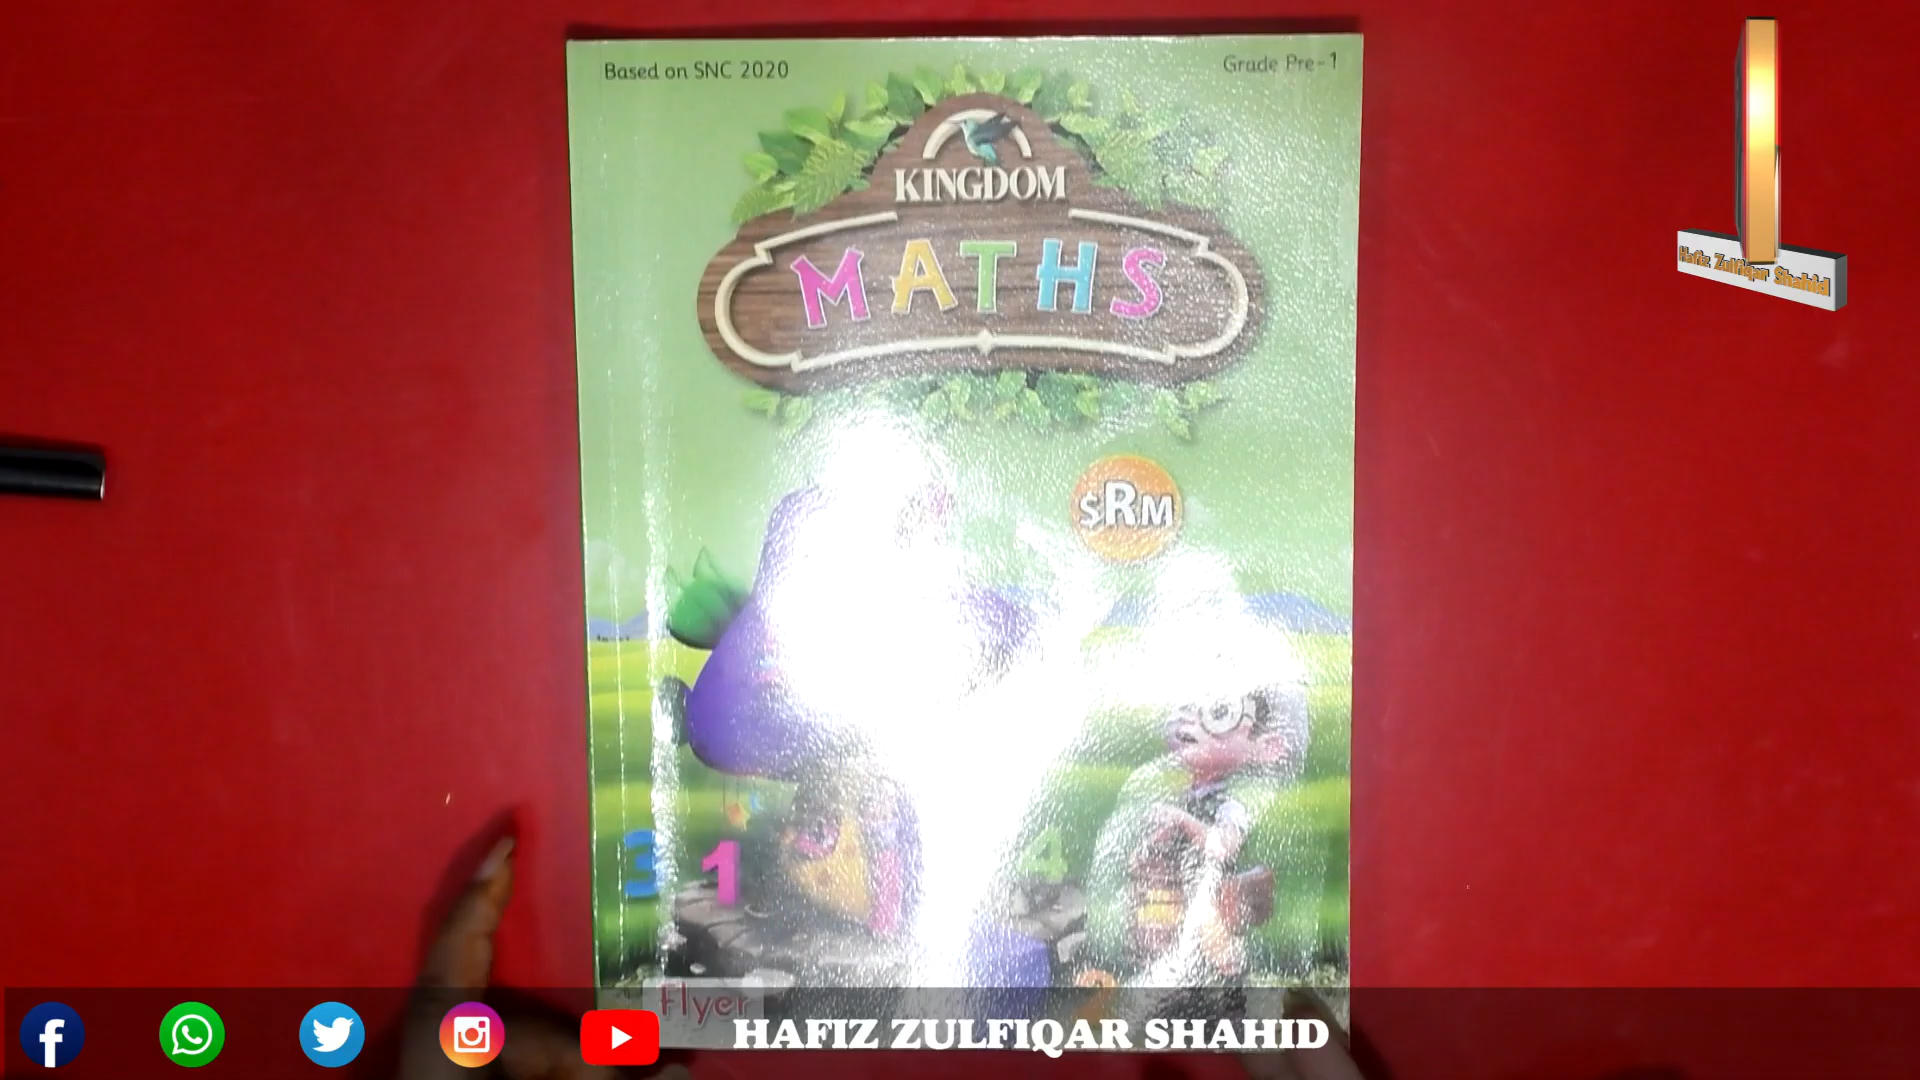 Based on SNC 2020
Grade Pre-1
KINGDOM
MATHS
SRM
3
1
4
Flyer
Hafiz Zulfiqar Shahid
HAFIZ ZULFIQAR SHAHID